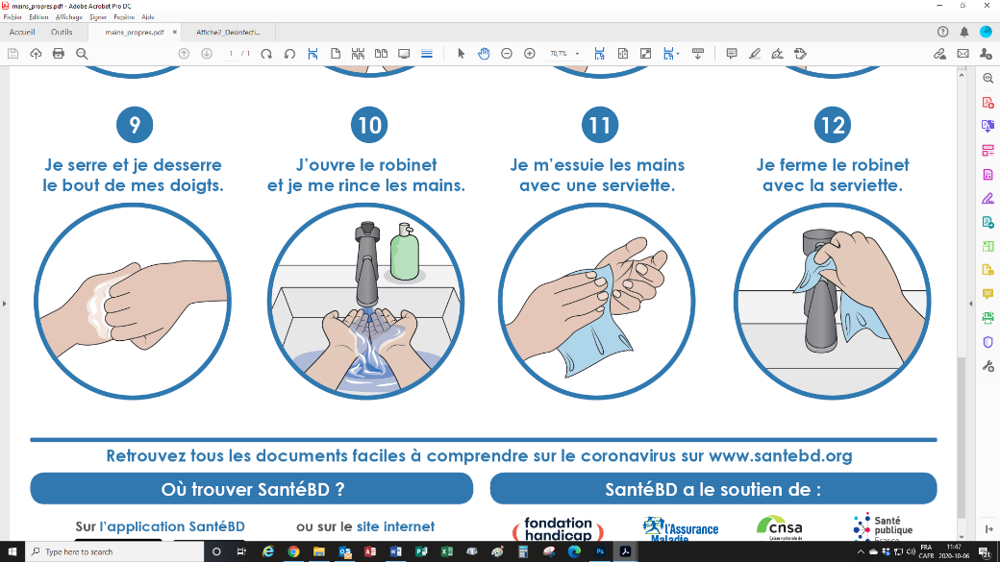 mains_propres.pdf - Adobe Acrobat Pro DC
Fichier Edition Affichage Signer Fenêtre Aide
Accueil Outils mains_propres.pdf × Affiche2_Desinfecti...
1 / 1 70,7%
9
Je serre et je desserre
le bout de mes doigts.
10
J'ouvre le robinet
et je me rince les mains.
11
Je m'essuie les mains
avec une serviette.
12
Je ferme le robinet
avec la serviette.
Retrouvez tous les documents faciles à comprendre sur le coronavirus sur www.santebd.org
Où trouver SantéBD ?
Sur l'application SantéBD
ou sur le site internet
SantéBD a le soutien de :
fondation
handicap
l'Assurance
Maladie
cnsa
Caisse nationale de
Santé
publique
France
Type here to search
FRA
CAFR
11:47
2020-10-06
21